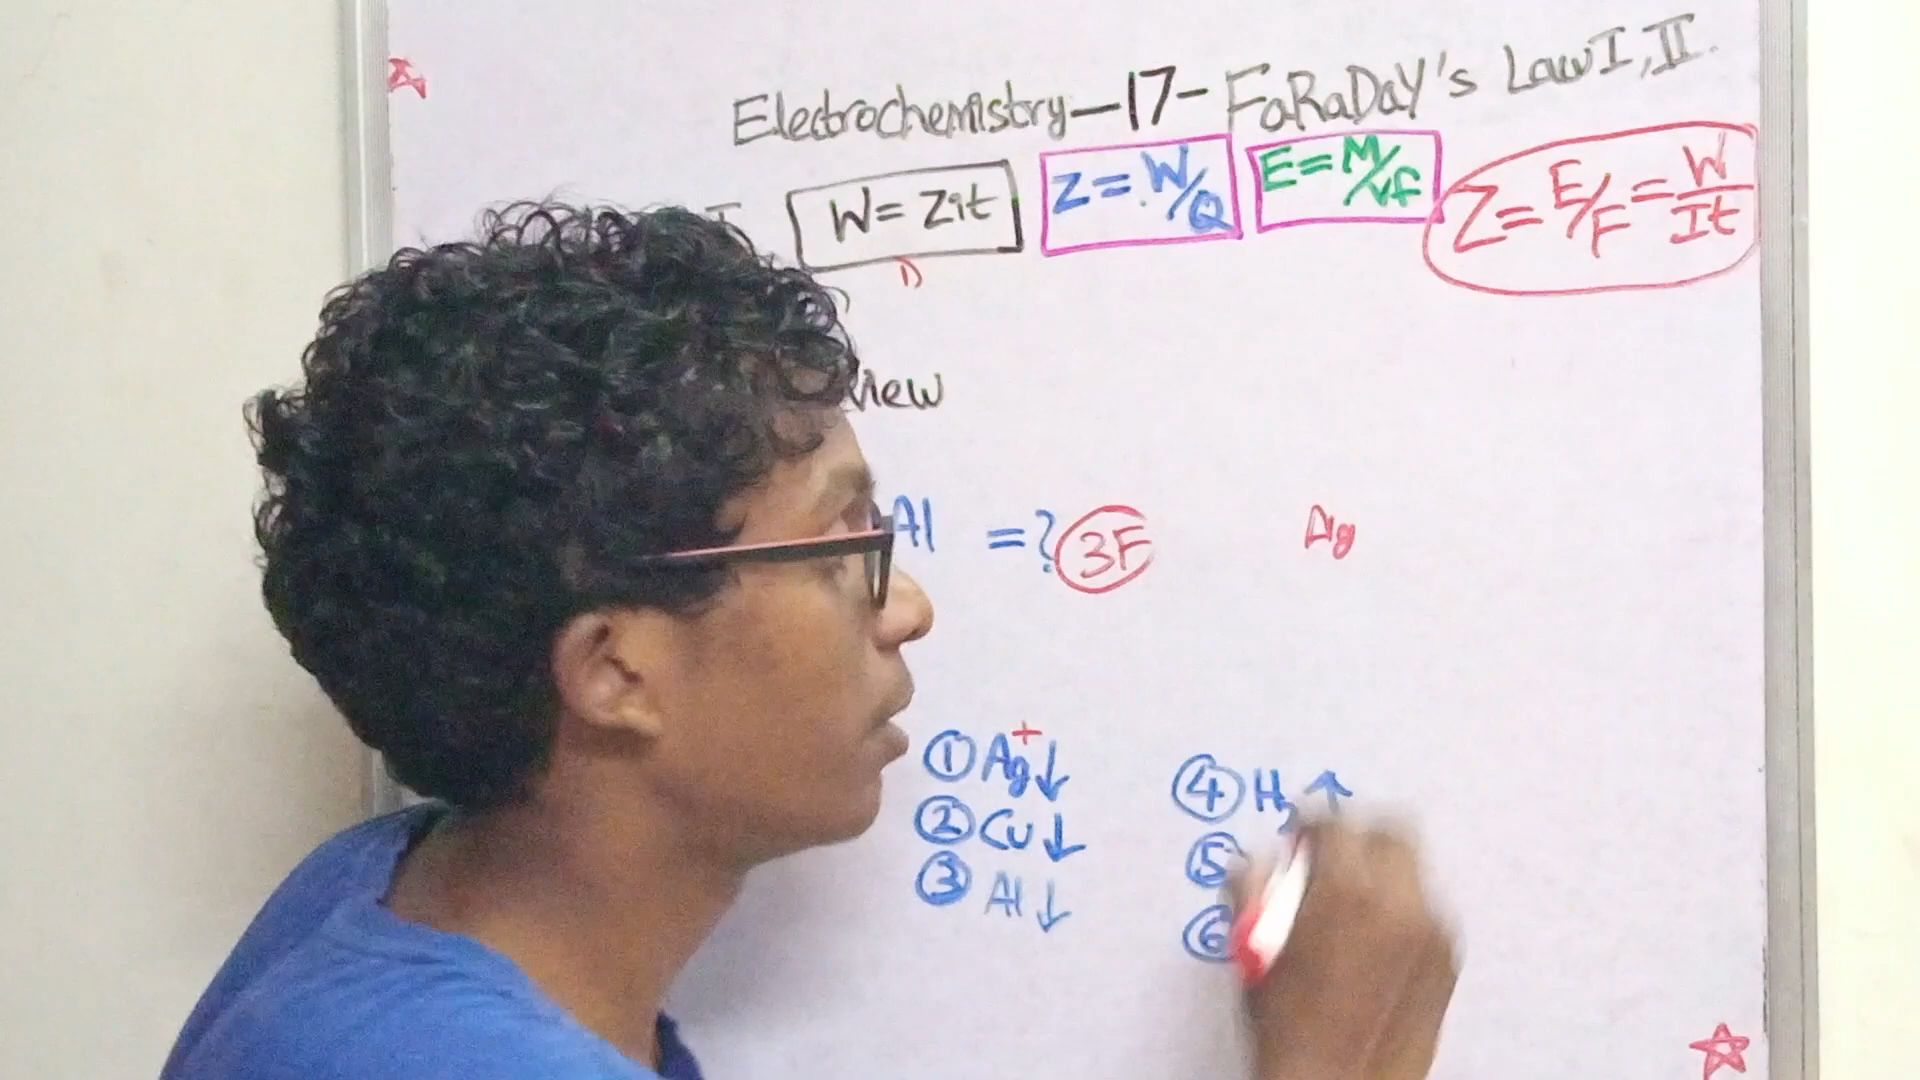 Electrochemistry-17- FaRaDaY's Law I, II
W = Zit
Z = W/Q
E = M/vf
Z = E/F = W/It
1)
view
Al = ? 3F
Ag
① Ag+↓
② Cu↓
③ Al↓
④ H2↑
⑤
⑥